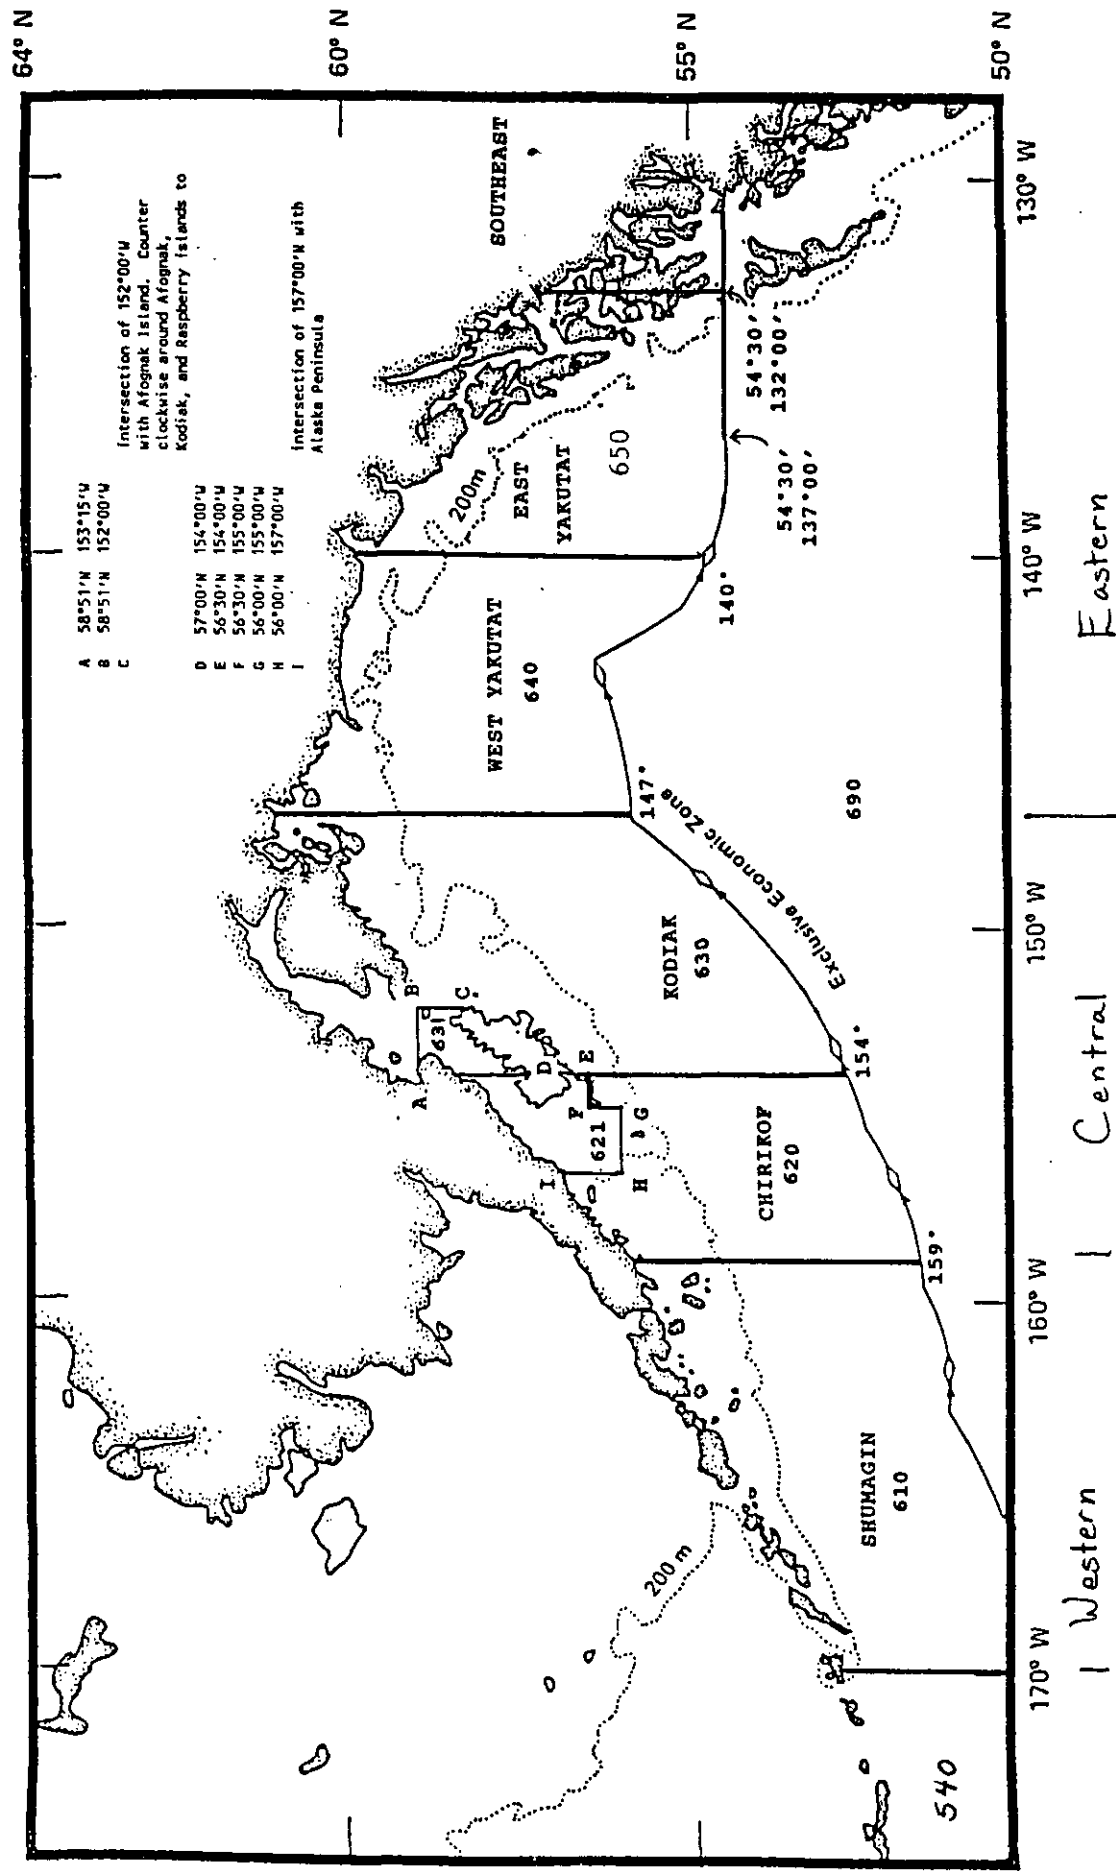 64° N
60° N
55° N
50° N
A 58°51'N 153°15'W
B 58°51'N 152°00'W
C Intersection of 152°00'W
with Afognak Island. Counter
clockwise around Afognak,
Kodiak, and Raspberry islands to
D 57°00'N 154°00'W
E 56°30'N 154°00'W
F 56°30'N 155°00'W
G 56°00'N 155°00'W
H 56°00'N 157°00'W
I Intersection of 157°00'W with
Alaska Peninsula
SOUTHEAST
200m
EAST
YAKUTAT
650
WEST YAKUTAT
640
54°30'
132°00'
54°30'
137°00'
140°
147°
Exclusive Economic Zone
690
KODIAK
630
B
C
631
A
D
E
F
G
621
I
H
154°
CHIRIKOF
620
159°
200 m
SHUMAGIN
610
540
170° W
160° W
150° W
140° W
130° W
Western
Central
Eastern